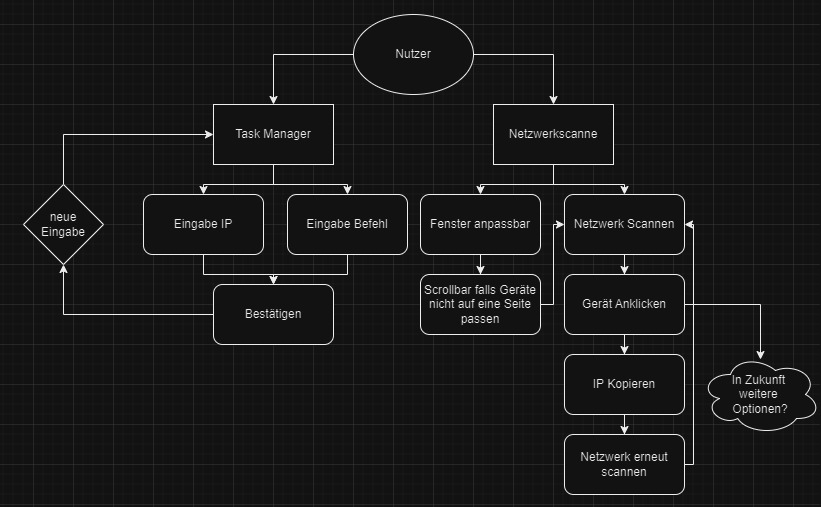 Nutzer
Task Manager
Netzwerkscanne
neue
Eingabe
Eingabe IP
Eingabe Befehl
Fenster anpassbar
Netzwerk Scannen
Bestätigen
Scrollbar falls Geräte
nicht auf eine Seite
passen
Gerät Anklicken
IP Kopieren
In Zukunft
weitere
Optionen?
Netzwerk erneut
scannen